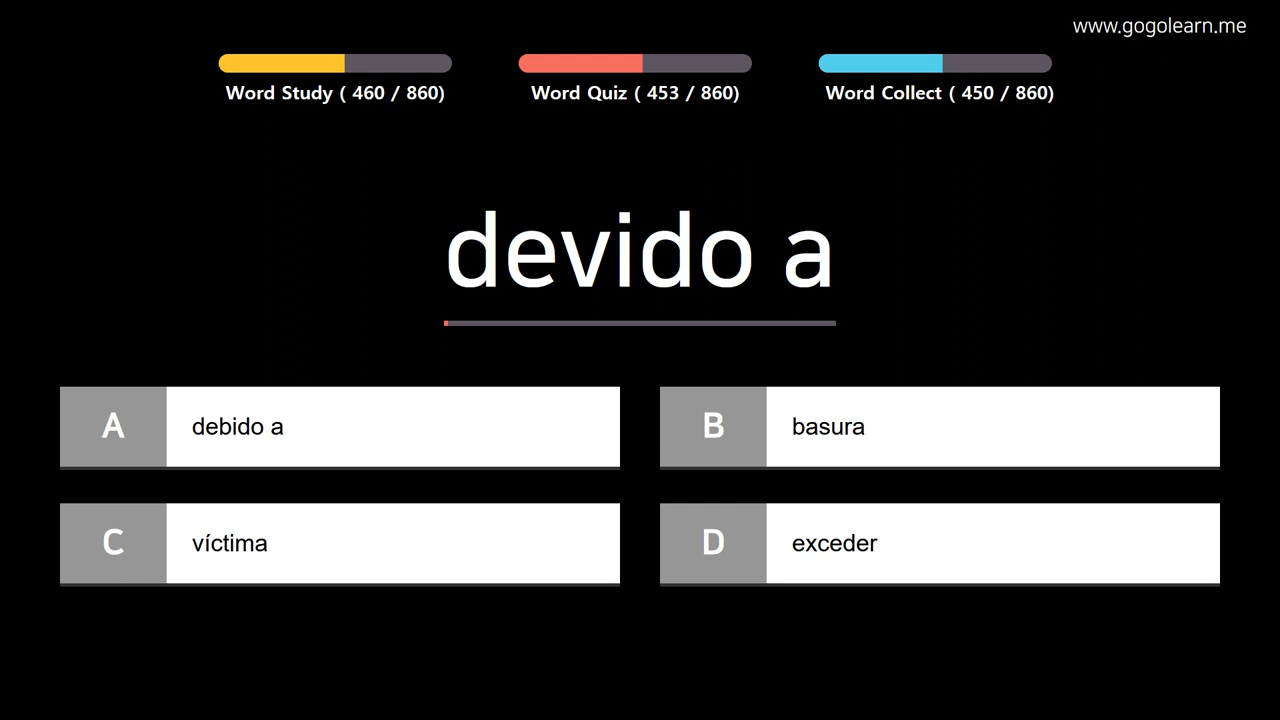 www.gogolearn.me
Word Study ( 460 / 860)
Word Quiz ( 453 / 860)
Word Collect ( 450 / 860)
devido a
A debido a
B basura
C víctima
D exceder